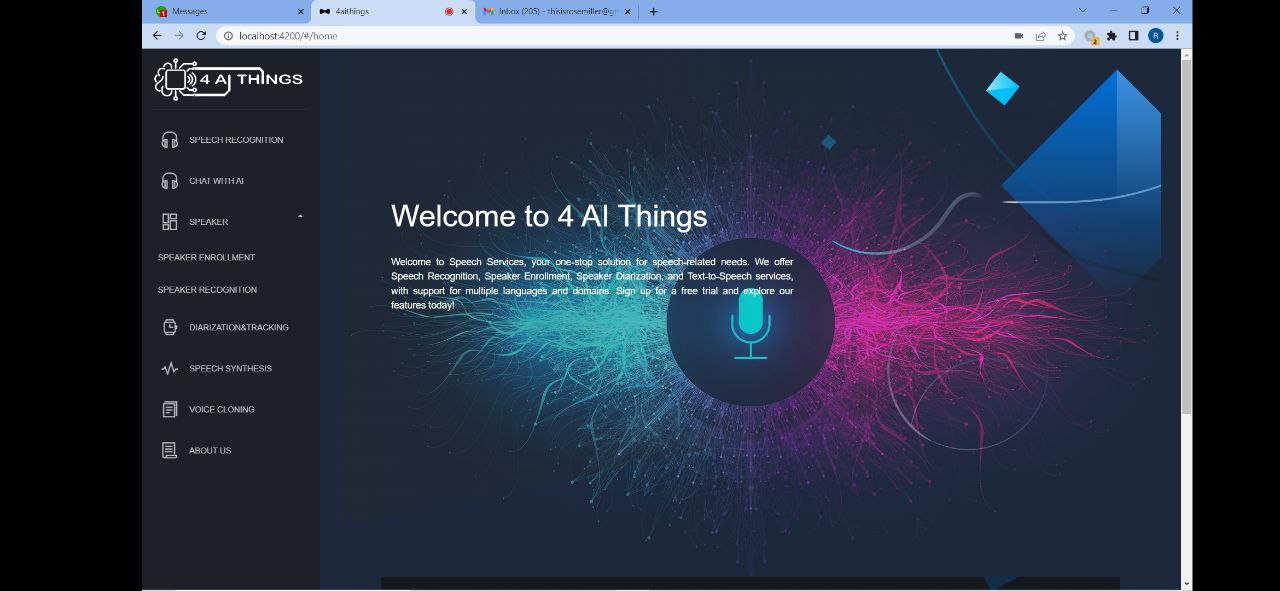 Messages
4aithings
Inbox (205) - thisisrosemiller@gm
localhost:4200/#/home
2
R
4 AI THINGS
SPEECH RECOGNITION
CHAT WITH AI
SPEAKER
SPEAKER ENROLLMENT
SPEAKER RECOGNITION
DIARIZATION&TRACKING
SPEECH SYNTHESIS
VOICE CLONING
ABOUT US
Welcome to 4 AI Things
Welcome to Speech Services, your one-stop solution for speech-related needs. We offer
Speech Recognition, Speaker Enrollment, Speaker Diarization, and Text-to-Speech services,
with support for multiple languages and domains. Sign up for a free trial and explore our
features today!